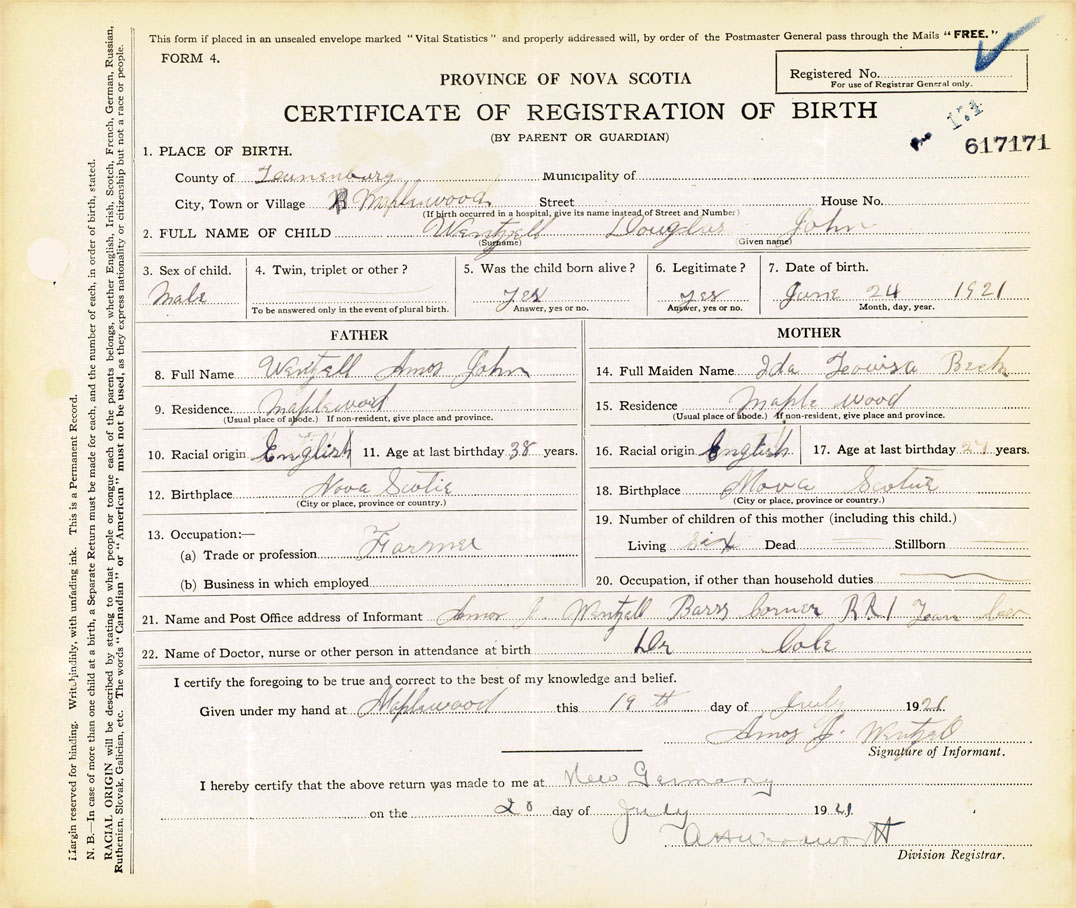 This form if placed in an unsealed envelope marked "Vital Statistics" and properly addressed will, by order of the Postmaster General pass through the Mails "FREE."
FORM 4.
PROVINCE OF NOVA SCOTIA
Registered No.
For use of Registrar General only.
CERTIFICATE OF REGISTRATION OF BIRTH
(BY PARENT OR GUARDIAN)
617171
1. PLACE OF BIRTH.
County of Lunenburg Municipality of
City, Town or Village Maplewood Street House No.
(If birth occurred in a hospital, give its name instead of Street and Number)
2. FULL NAME OF CHILD Wentzell Douglas John
(Surname) (Given name)
3. Sex of child. 4. Twin, triplet or other? 5. Was the child born alive? 6. Legitimate? 7. Date of birth.
Male yes yes June 24 1921
To be answered only in the event of plural birth. Answer, yes or no. Answer, yes or no. Month, day, year.
FATHER
8. Full Name Wentzell Amos John
9. Residence. Maplewood
(Usual place of abode.) If non-resident, give place and province.
10. Racial origin English 11. Age at last birthday 38 years.
12. Birthplace Nova Scotia
(City or place, province or country.)
13. Occupation:—
(a) Trade or profession Farmer
(b) Business in which employed
MOTHER
14. Full Maiden Name Ida Louisa Beck
15. Residence Maple wood
(Usual place of abode.) If non-resident, give place and province.
16. Racial origin English 17. Age at last birthday years.
18. Birthplace Nova Scotia
(City or place, province or country.)
19. Number of children of this mother (including this child.)
Living six Dead Stillborn
20. Occupation, if other than household duties
21. Name and Post Office address of Informant Amos J Wentzell Barss Corner RR1
22. Name of Doctor, nurse or other person in attendance at birth Dr Cole
I certify the foregoing to be true and correct to the best of my knowledge and belief.
Given under my hand at Maplewood this 19th day of July 1921.
Amos J. Wentzell
Signature of Informant.
I hereby certify that the above return was made to me at New Germany
on the 20 day of July 1921.
Division Registrar.
Margin reserved for binding. Write plainly, with unfading ink. This is a Permanent Record.
N. B.—In case of more than one child at a birth, a Separate Return must be made for each, and the number of each, in order of birth, stated.
RACIAL ORIGIN will be described by stating to what people or tongue each of the parents belongs, whether English, Irish, Scotch, French, German, Russian,
Ruthenian, Slovak, Galician, etc. The words "Canadian" or "American" must not be used, as they express nationality or citizenship but not a race or people.